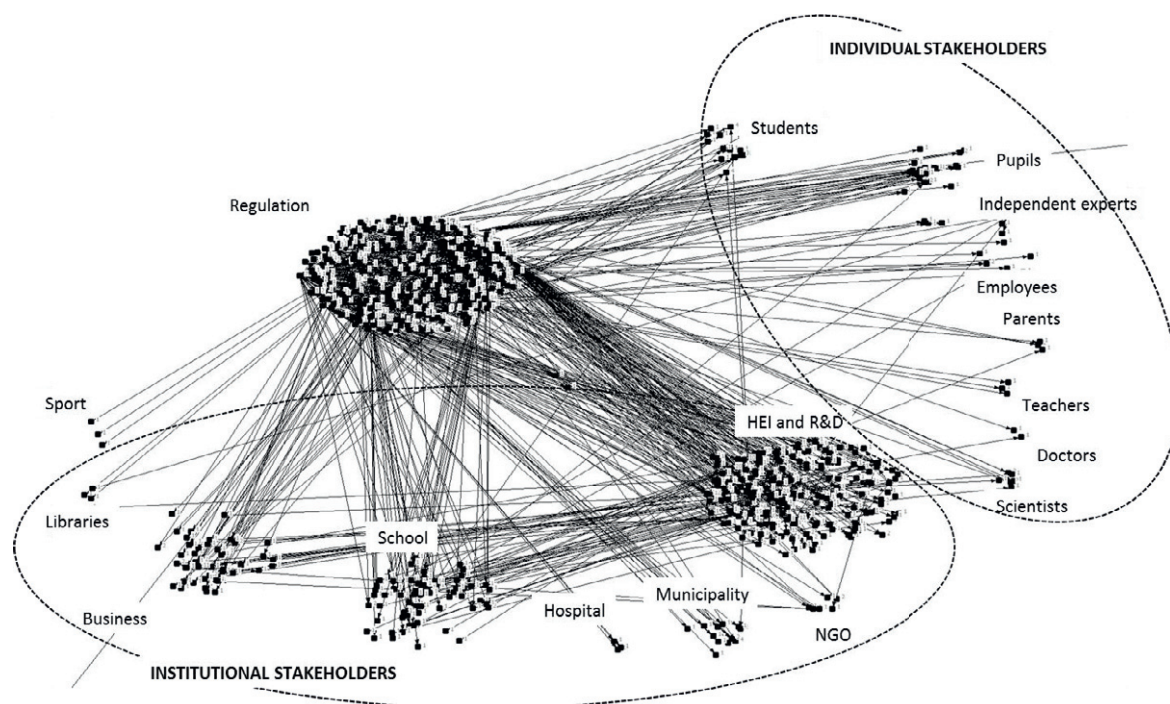 INDIVIDUAL STAKEHOLDERS
Students
Pupils
Regulation
Independent experts
Employees
Parents
Sport
HEI and R&D
Teachers
Doctors
Scientists
Libraries
School
Business
Hospital
Municipality
NGO
INSTITUTIONAL STAKEHOLDERS